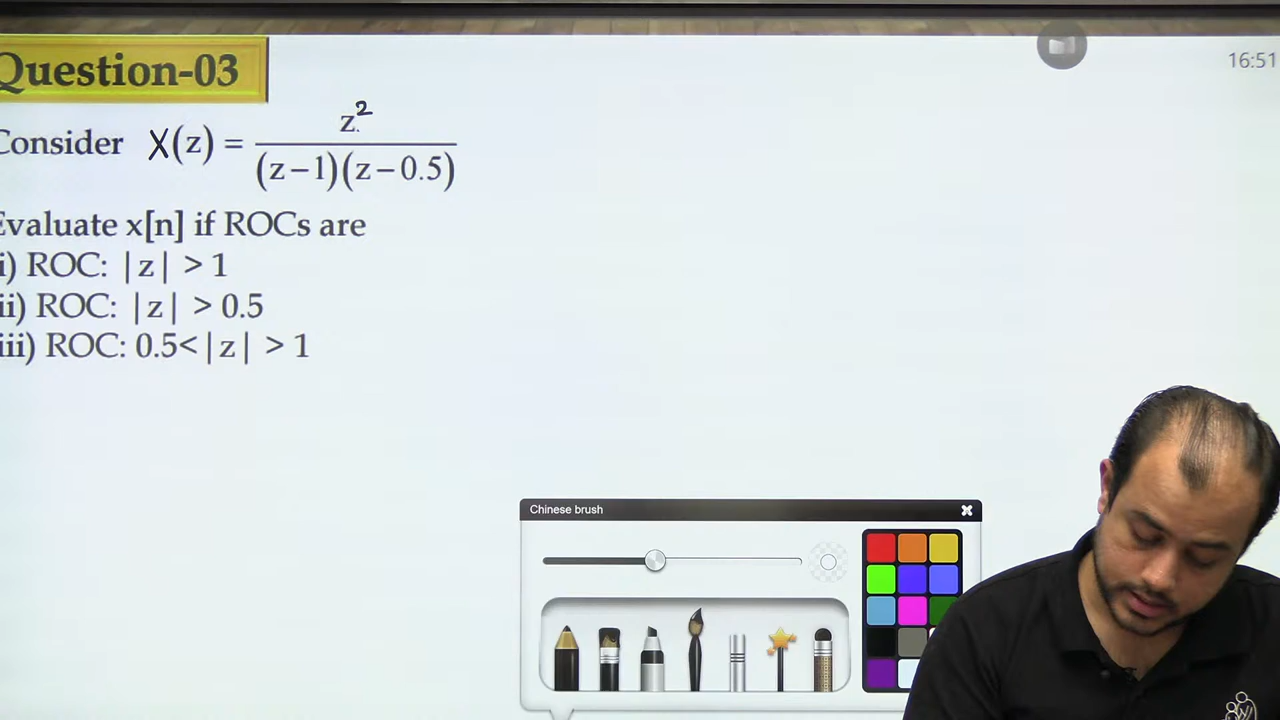 Question-03
16:51
Consider X(z) = z² / (z−1)(z−0.5)
Evaluate x[n] if ROCs are
i) ROC: |z| > 1
ii) ROC: |z| > 0.5
iii) ROC: 0.5<|z| > 1
Chinese brush